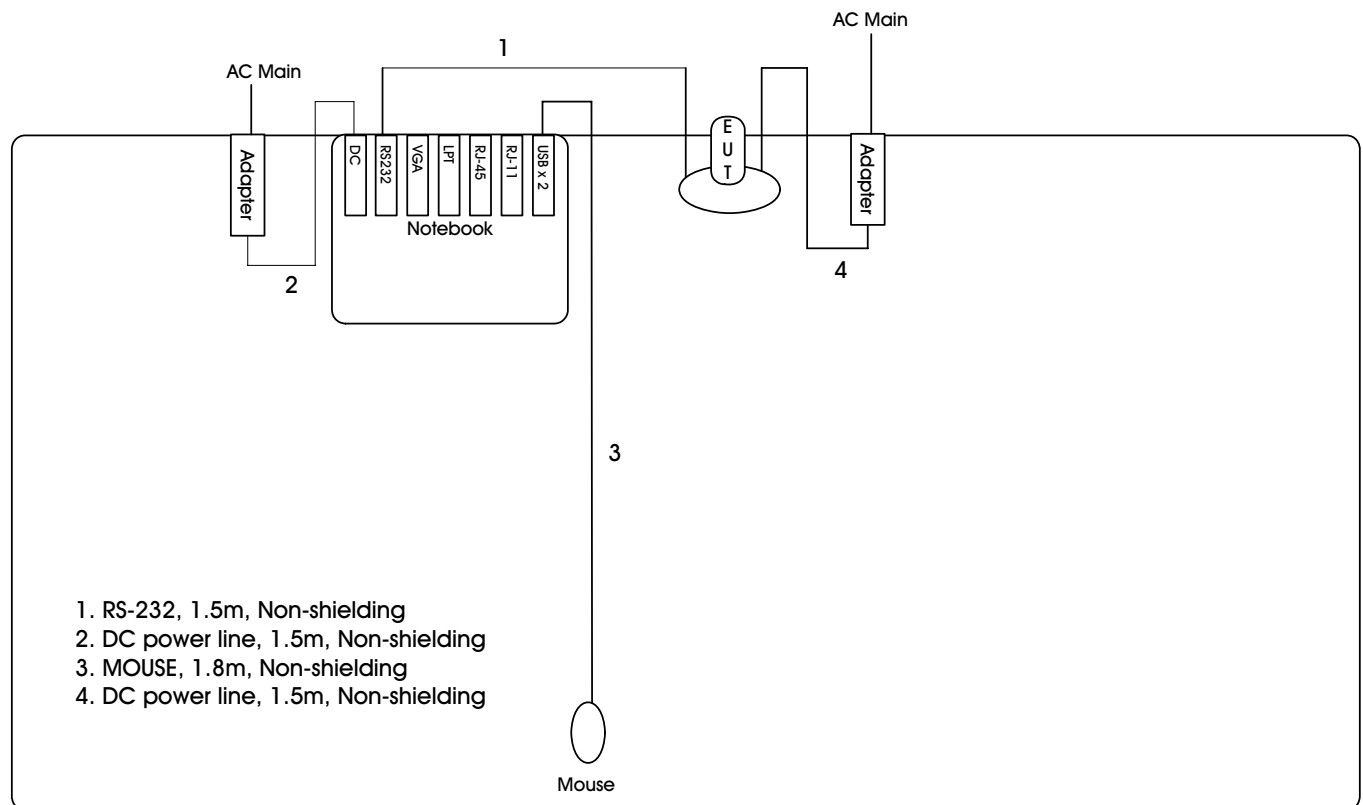 AC Main
1
AC Main
Adapter
DC
RS232
VGA
LPT
RJ-45
RJ-11
USB x 2
Notebook
E
U
T
Adapter
2
4
3
1. RS-232, 1.5m, Non-shielding
2. DC power line, 1.5m, Non-shielding
3. MOUSE, 1.8m, Non-shielding
4. DC power line, 1.5m, Non-shielding
Mouse